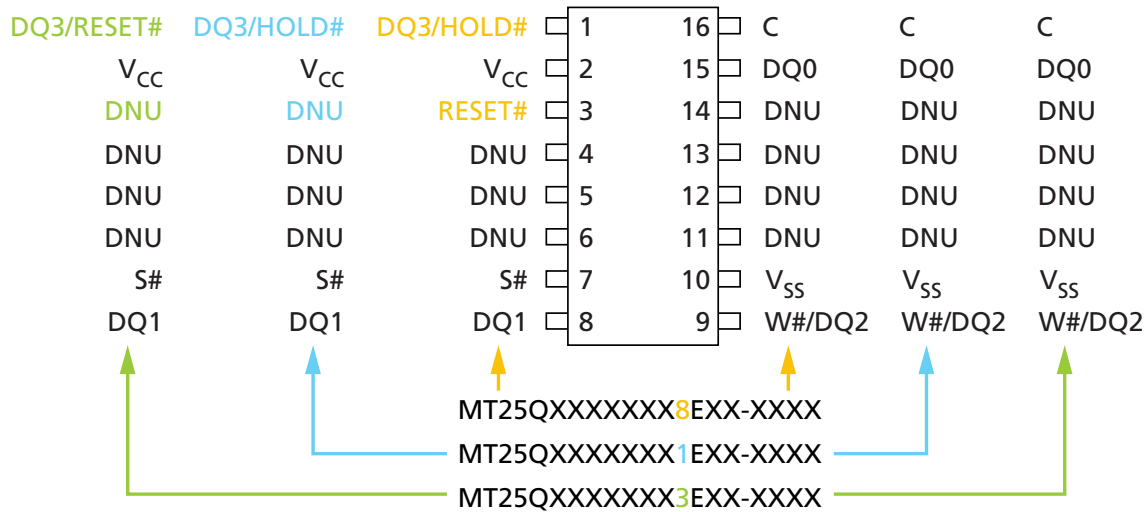 DQ3/RESET# DQ3/HOLD# DQ3/HOLD# 1 16 C C C
VCC VCC VCC 2 15 DQ0 DQ0 DQ0
DNU DNU RESET# 3 14 DNU DNU DNU
DNU DNU DNU 4 13 DNU DNU DNU
DNU DNU DNU 5 12 DNU DNU DNU
DNU DNU DNU 6 11 DNU DNU DNU
S# S# S# 7 10 VSS VSS VSS
DQ1 DQ1 DQ1 8 9 W#/DQ2 W#/DQ2 W#/DQ2
MT25QXXXXXXX8EXX-XXXX
MT25QXXXXXXX1EXX-XXXX
MT25QXXXXXXX3EXX-XXXX